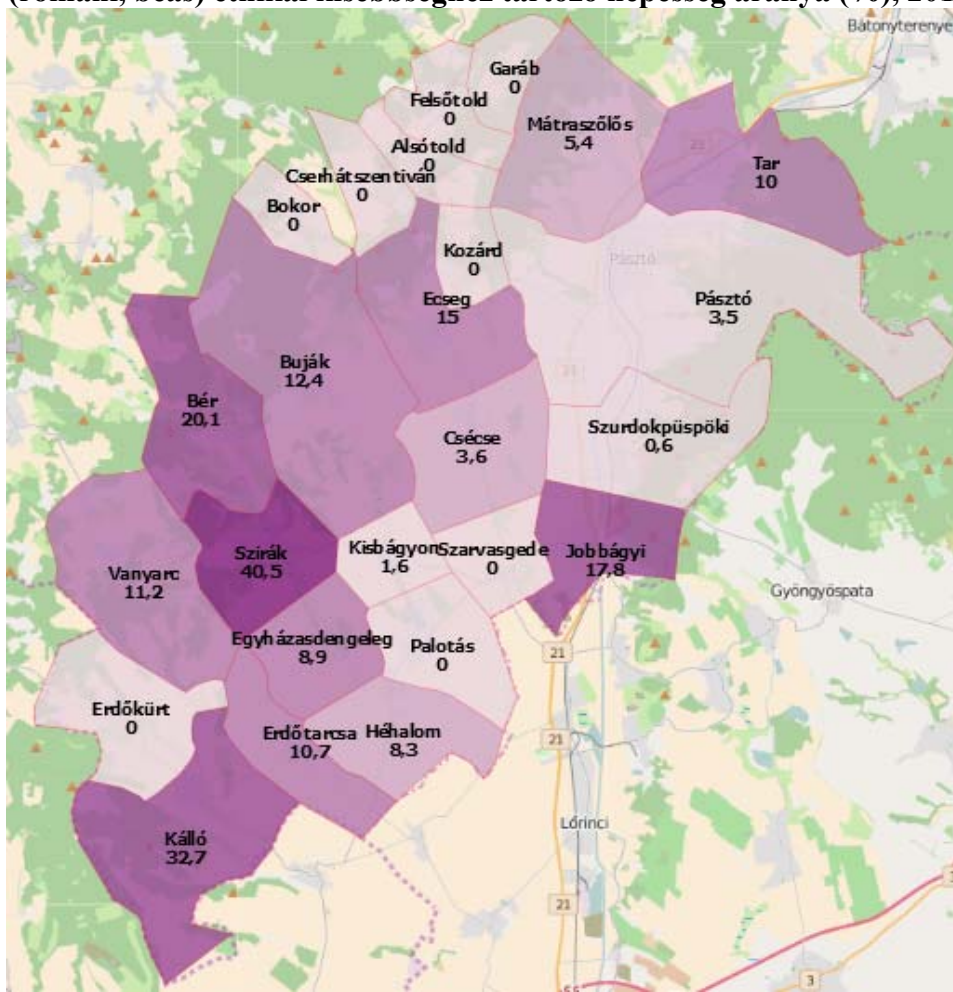 (romani, beás) etnikai kisebbséghez tartozó népesség aránya (%), 201
Bátonyterenye
Garáb
0
Felsőtold
0
Mátraszőlős
5,4
Alsótold
0
Tar
10
Cserhátszentiván
0
Bokor
0
Kozárd
0
Pásztó
Pásztó
3,5
Ecseg
15
Buják
12,4
21
Bér
20,1
Csécse
3,6
Szurdokpüspöki
0,6
Kisbágyon
1,6
Szarvasgede
0
Jobbágyi
17,8
Szirák
40,5
Vanyarc
11,2
Gyöngyöspata
Egyházasdengeleg
8,9
Palotás
0
21
Erdőkürt
0
Erdőtarcsa
10,7
Héhalom
8,3
21
Lőrinci
Kálló
32,7
21
3